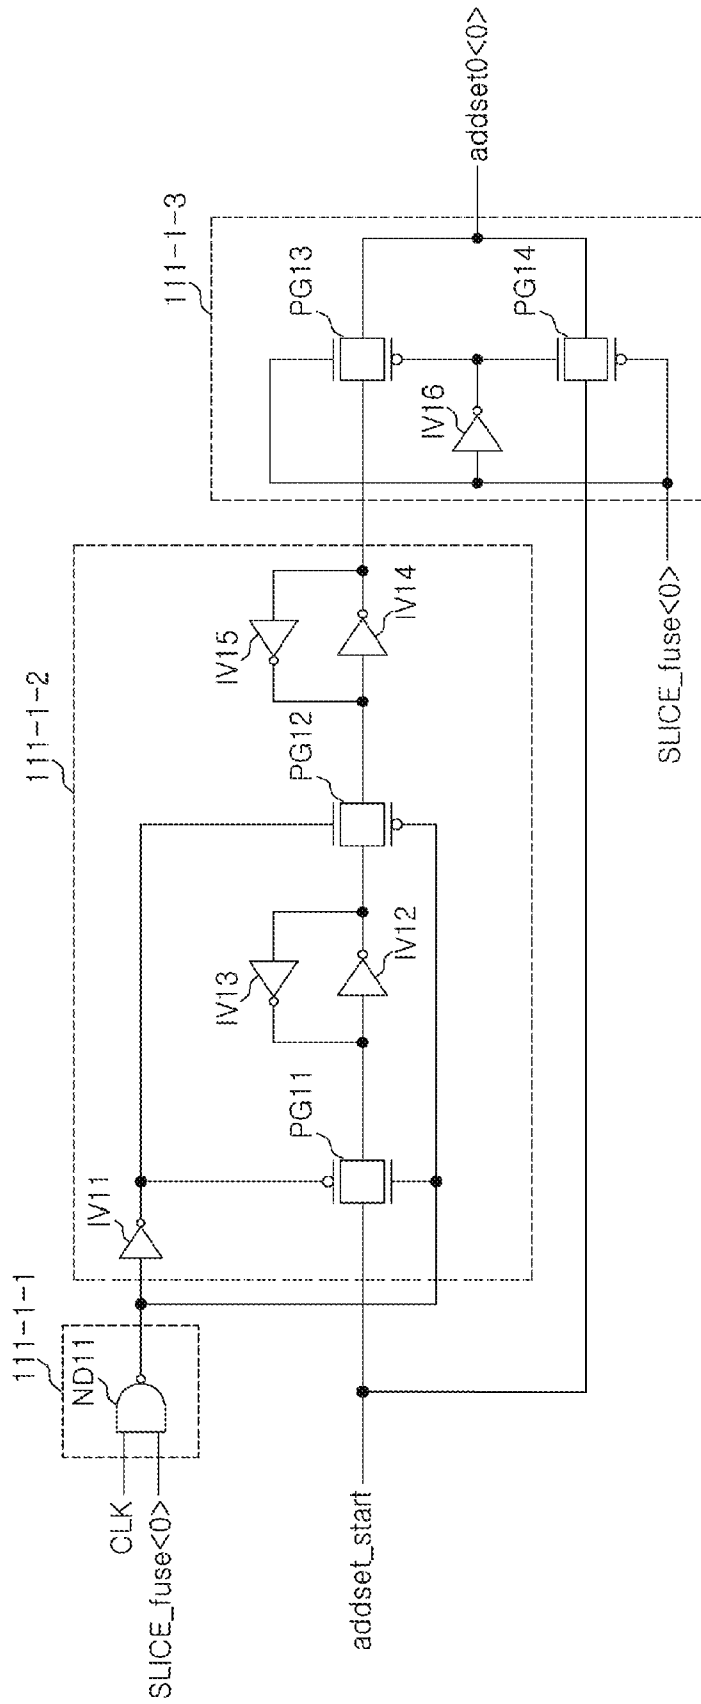 111-1-1
ND11
CLK
SLICE_fuse<0>
addset_start
111-1-2
IV11
PG11
IV13
IV12
PG12
IV15
IV14
111-1-3
PG13
IV16
PG14
SLICE_fuse<0>
addset0<0>